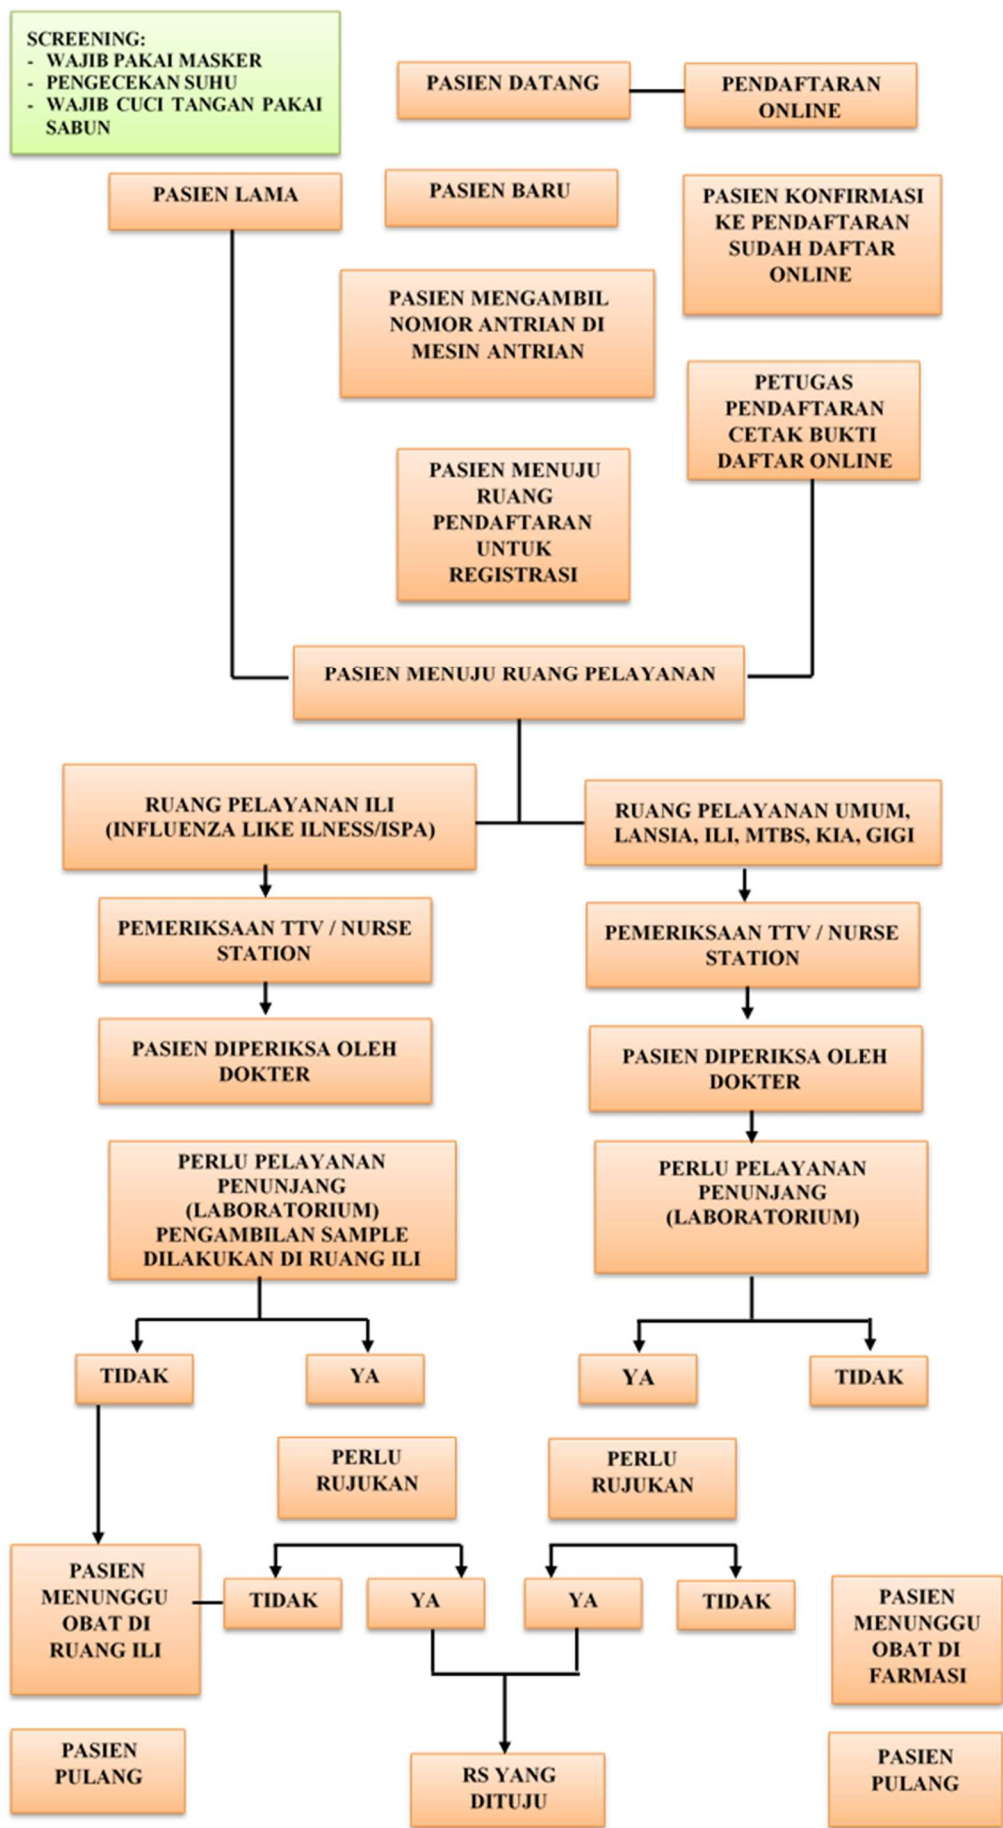 SCREENING:
- WAJIB PAKAI MASKER
- PENGECEKAN SUHU
- WAJIB CUCI TANGAN PAKAI
SABUN
PASIEN DATANG
PENDAFTARAN
ONLINE
PASIEN LAMA
PASIEN BARU
PASIEN KONFIRMASI
KE PENDAFTARAN
SUDAH DAFTAR
ONLINE
PASIEN MENGAMBIL
NOMOR ANTRIAN DI
MESIN ANTRIAN
PETUGAS
PENDAFTARAN
CETAK BUKTI
DAFTAR ONLINE
PASIEN MENUJU
RUANG
PENDAFTARAN
UNTUK
REGISTRASI
PASIEN MENUJU RUANG PELAYANAN
RUANG PELAYANAN ILI
(INFLUENZA LIKE ILNESS/ISPA)
RUANG PELAYANAN UMUM,
LANSIA, ILI, MTBS, KIA, GIGI
PEMERIKSAAN TTV / NURSE
STATION
PEMERIKSAAN TTV / NURSE
STATION
PASIEN DIPERIKSA OLEH
DOKTER
PASIEN DIPERIKSA OLEH
DOKTER
PERLU PELAYANAN
PENUNJANG
(LABORATORIUM)
PENGAMBILAN SAMPLE
DILAKUKAN DI RUANG ILI
PERLU PELAYANAN
PENUNJANG
(LABORATORIUM)
TIDAK
YA
YA
TIDAK
PERLU
RUJUKAN
PERLU
RUJUKAN
PASIEN
MENUNGGU
OBAT DI
RUANG ILI
TIDAK
YA
YA
TIDAK
PASIEN
MENUNGGU
OBAT DI
FARMASI
PASIEN
PULANG
RS YANG
DITUJU
PASIEN
PULANG